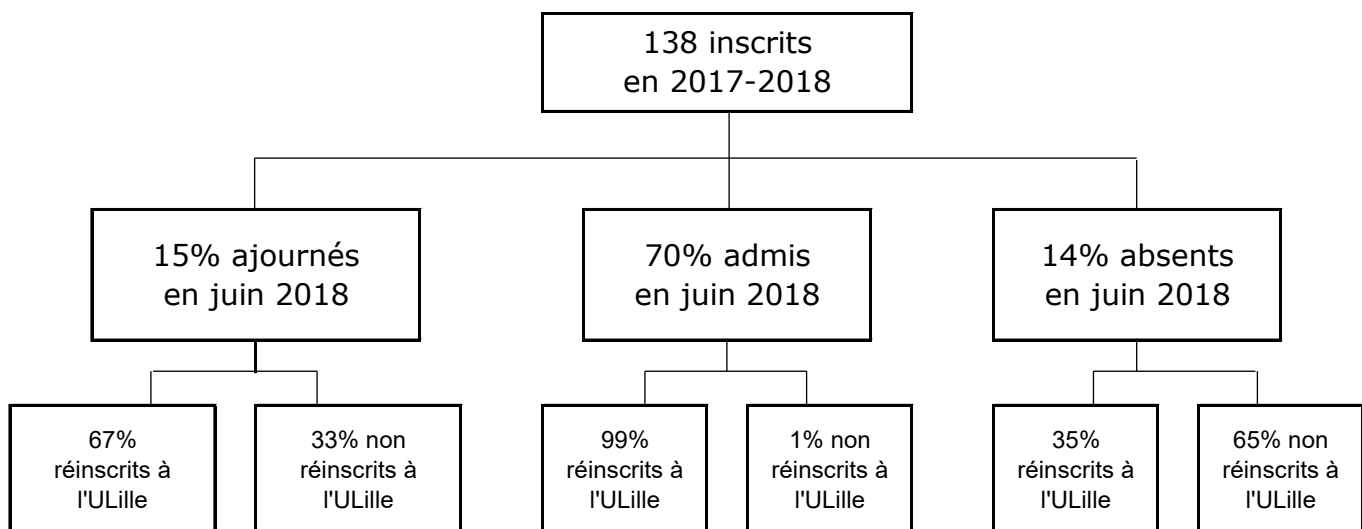 138 inscrits
en 2017-2018
15% ajournés
en juin 2018
70% admis
en juin 2018
14% absents
en juin 2018
67%
réinscrits à
l'ULille
33% non
réinscrits à
l'ULille
99%
réinscrits à
l'ULille
1% non
réinscrits à
l'ULille
35%
réinscrits à
l'ULille
65% non
réinscrits à
l'ULille